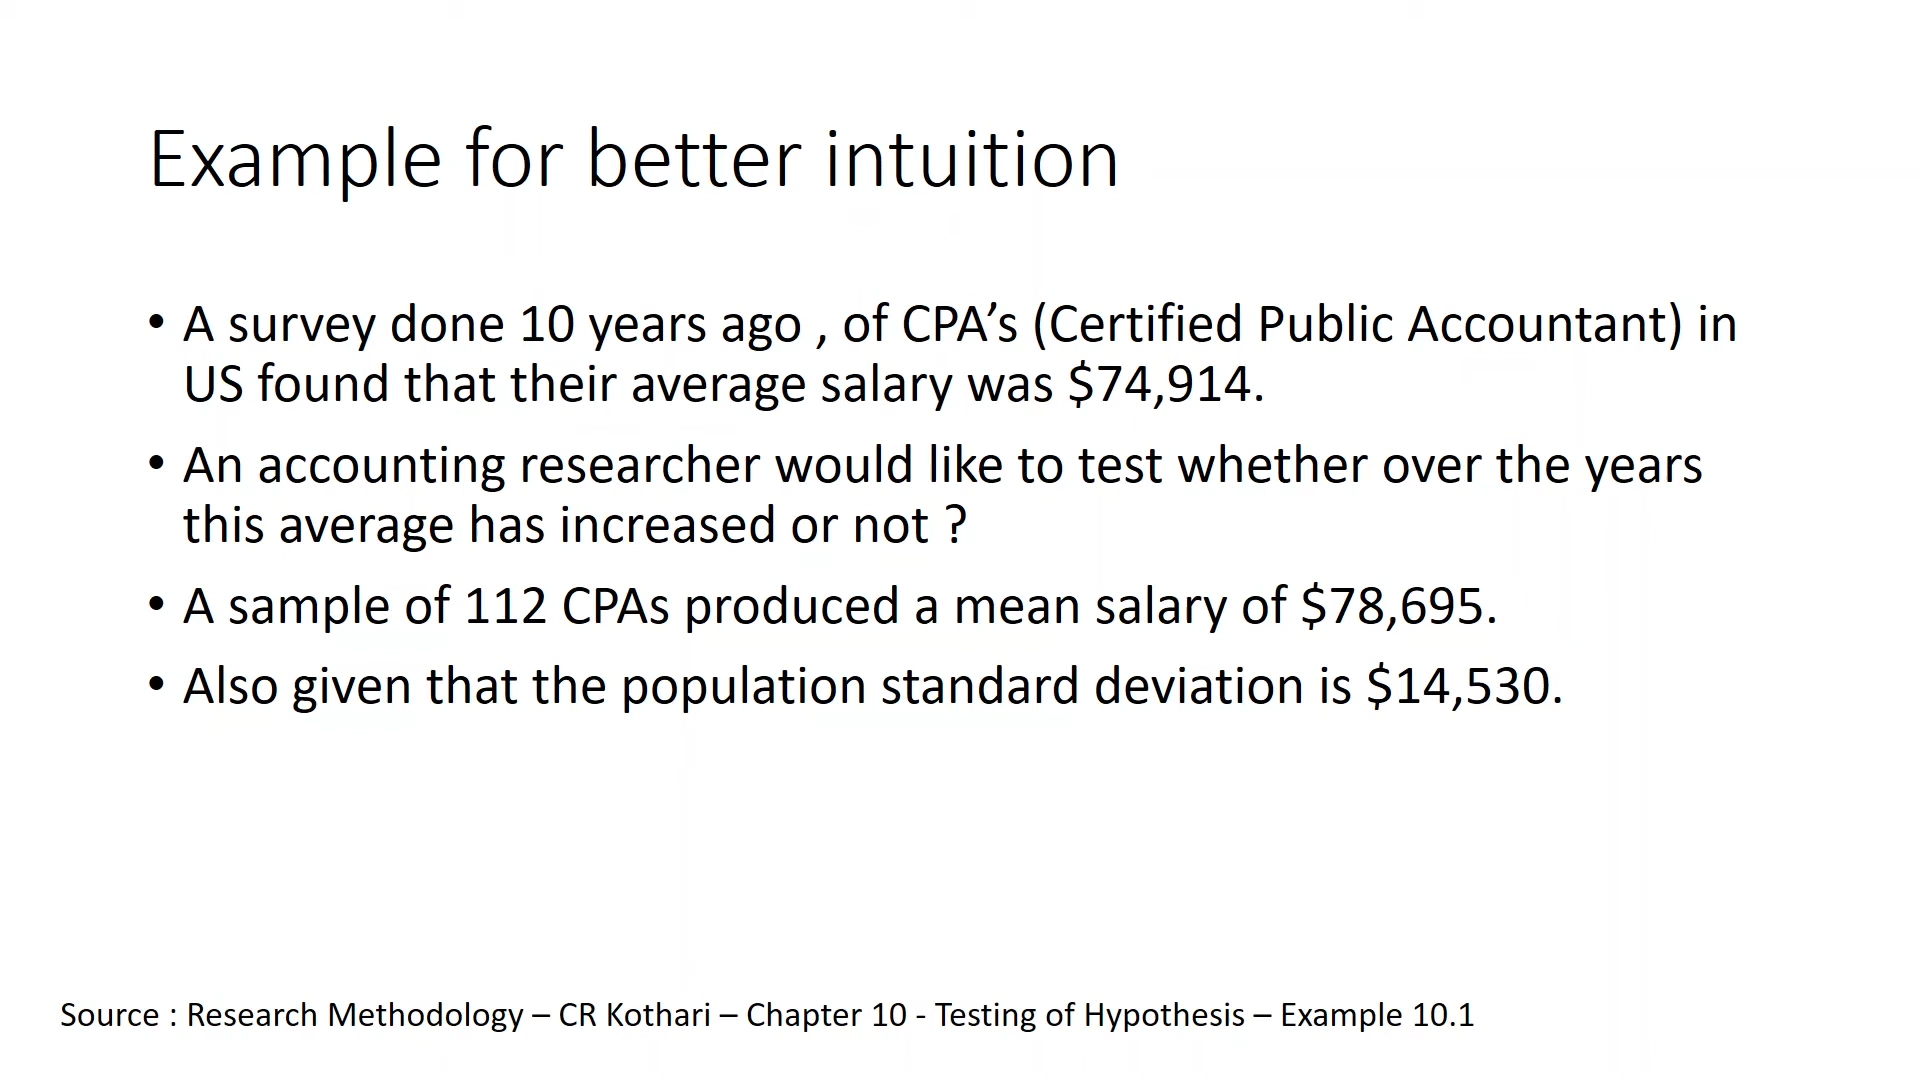 Example for better intuition
• A survey done 10 years ago , of CPA’s (Certified Public Accountant) in
US found that their average salary was $74,914.
• An accounting researcher would like to test whether over the years
this average has increased or not ?
• A sample of 112 CPAs produced a mean salary of $78,695.
• Also given that the population standard deviation is $14,530.
Source : Research Methodology – CR Kothari – Chapter 10 - Testing of Hypothesis – Example 10.1